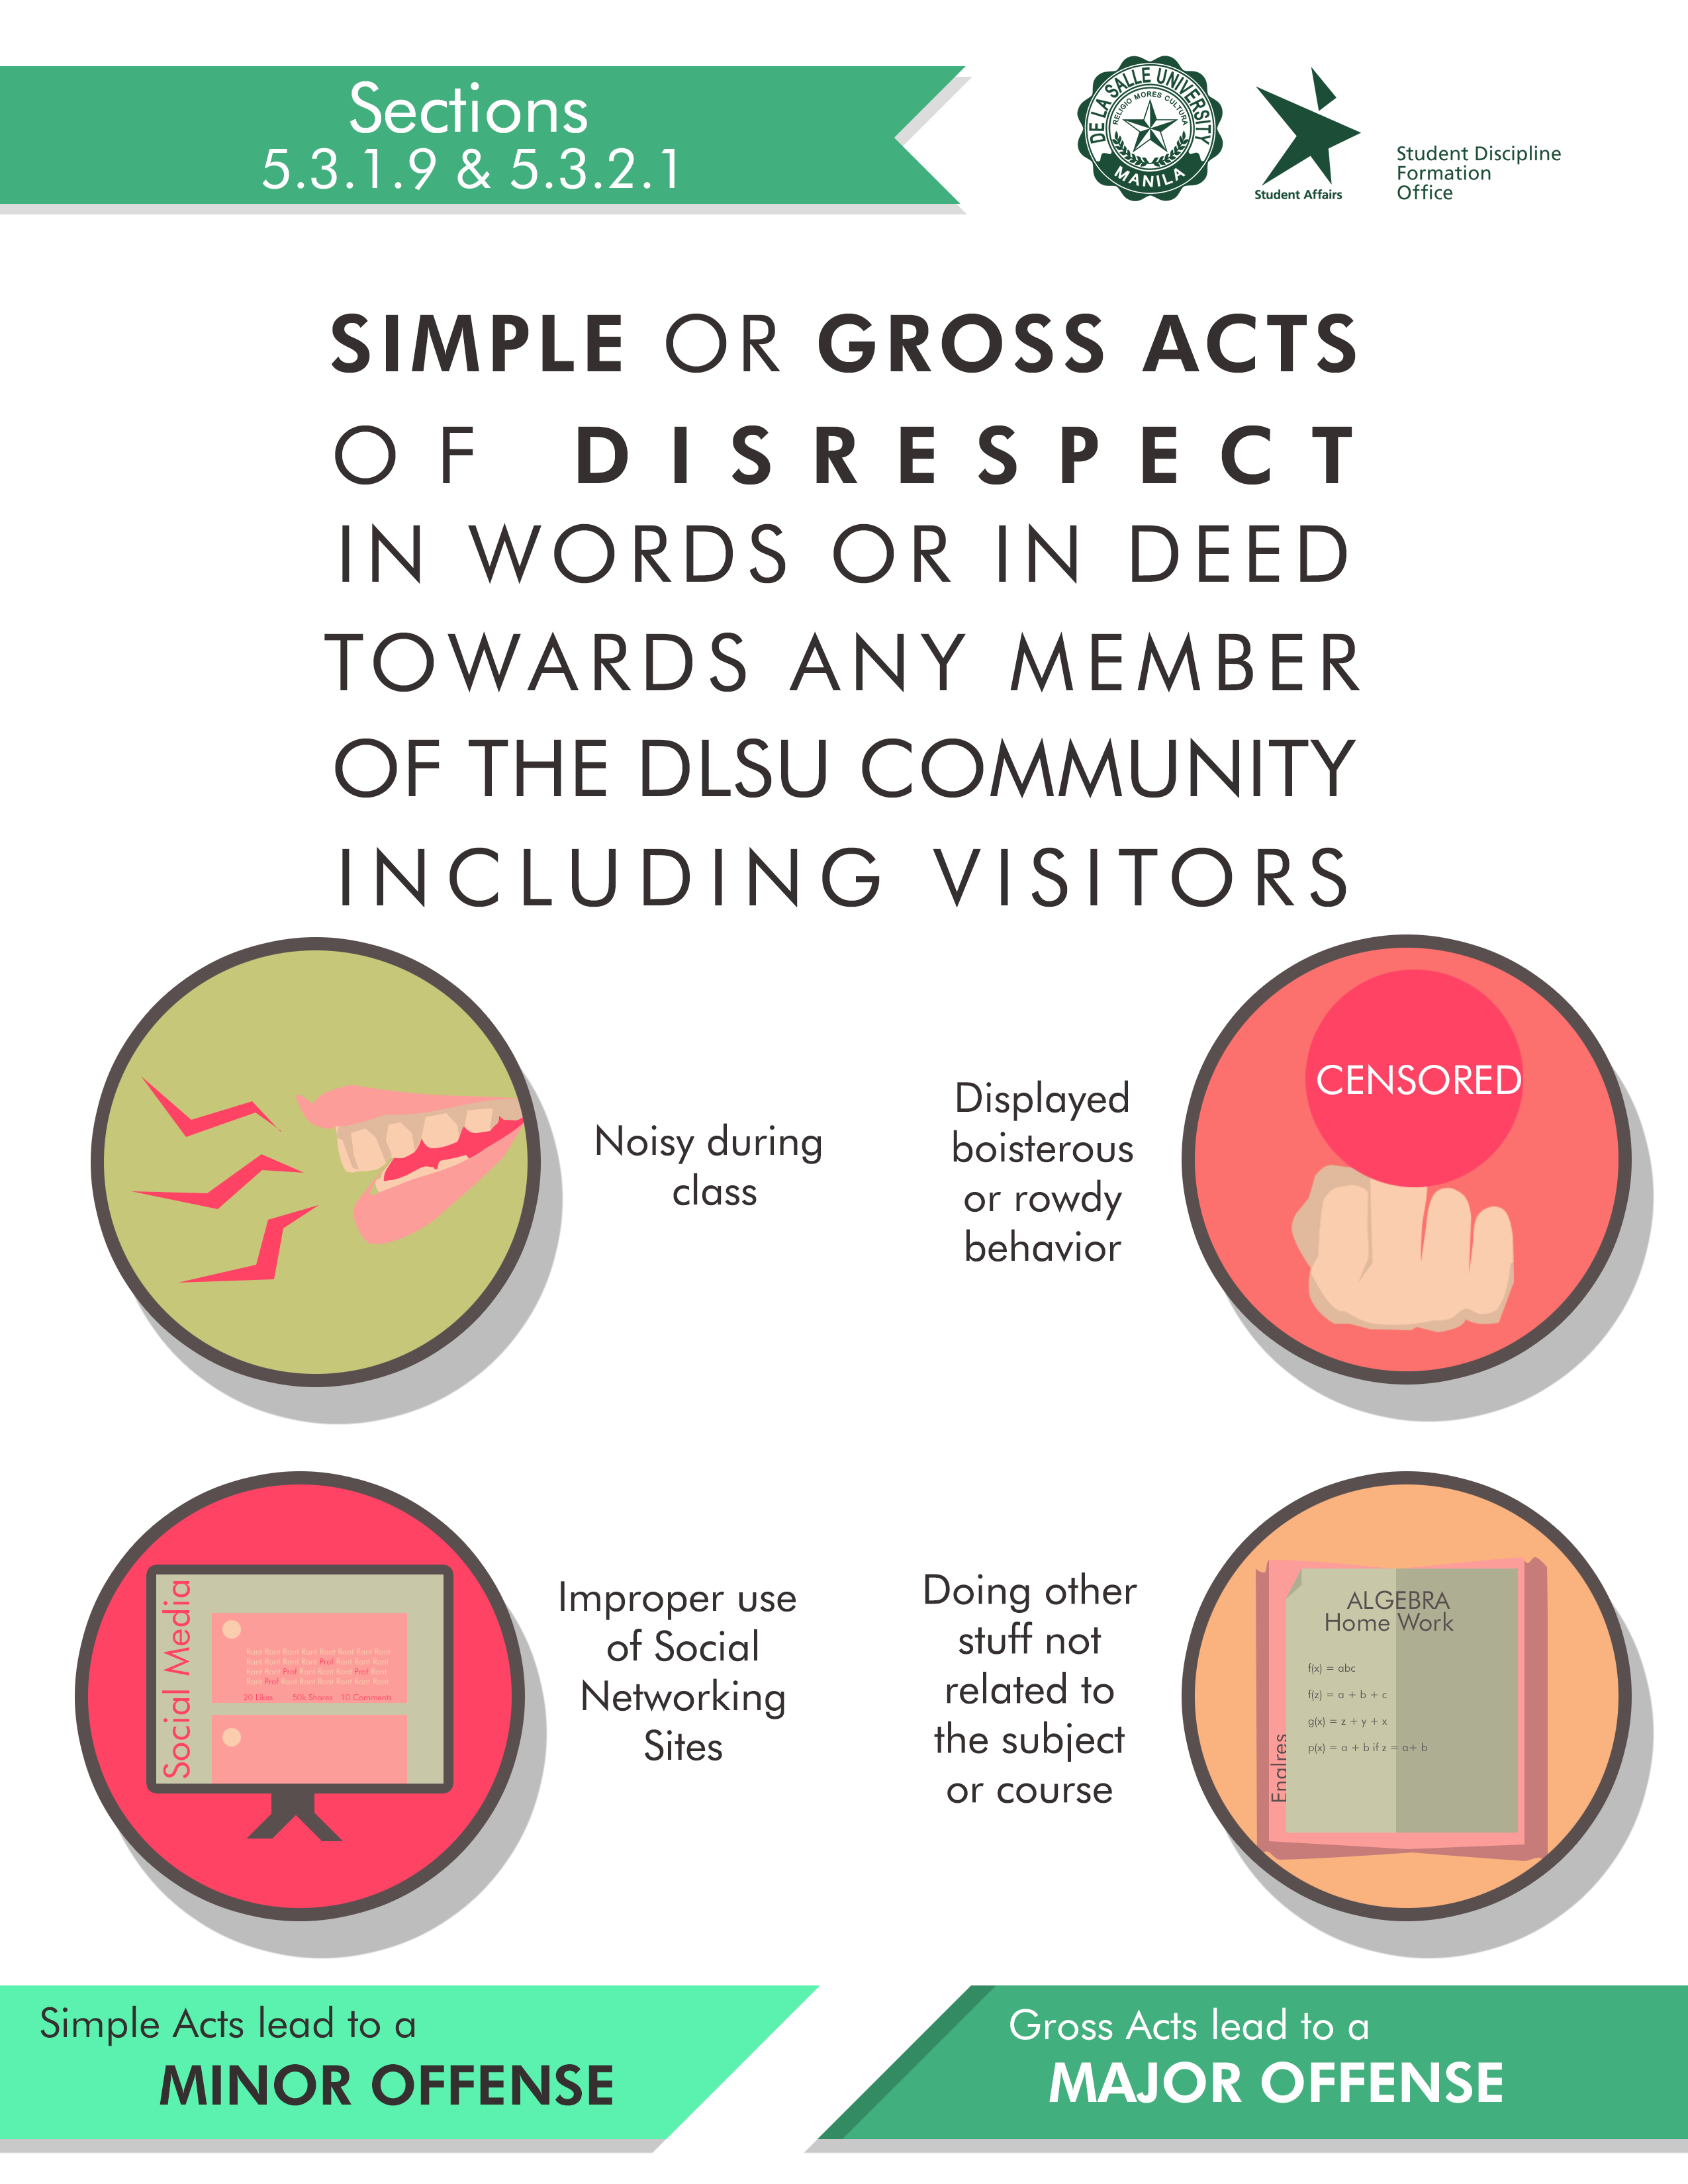 Sections
5.3.1.9 & 5.3.2.1
DE LA SALLE UNIVERSITY
RELIGIO MORES CULTURA
MANILA
Student Affairs
Student Discipline
Formation
Office
SIMPLE OR GROSS ACTS
OF DISRESPECT
IN WORDS OR IN DEED
TOWARDS ANY MEMBER
OF THE DLSU COMMUNITY
INCLUDING VISITORS
Noisy during
class
Displayed
boisterous
or rowdy
behavior
CENSORED
Social Media
Rant Rant Rant Rant Rant Rant Rant Rant
Rant Rant Rant Rant Prof Rant Rant Rant
Rant Rant Prof Rant Rant Rant Prof Rant
Rant Prof Rant Rant Rant Rant Rant Rant
20 Likes 50k Shares 10 Comments
Improper use
of Social
Networking
Sites
Doing other
stuff not
related to
the subject
or course
ALGEBRA
Home Work
f(x) = abc
f(z) = a + b + c
g(x) = z + y + x
p(x) = a + b if z = a+ b
Englres
Simple Acts lead to a
MINOR OFFENSE
Gross Acts lead to a
MAJOR OFFENSE